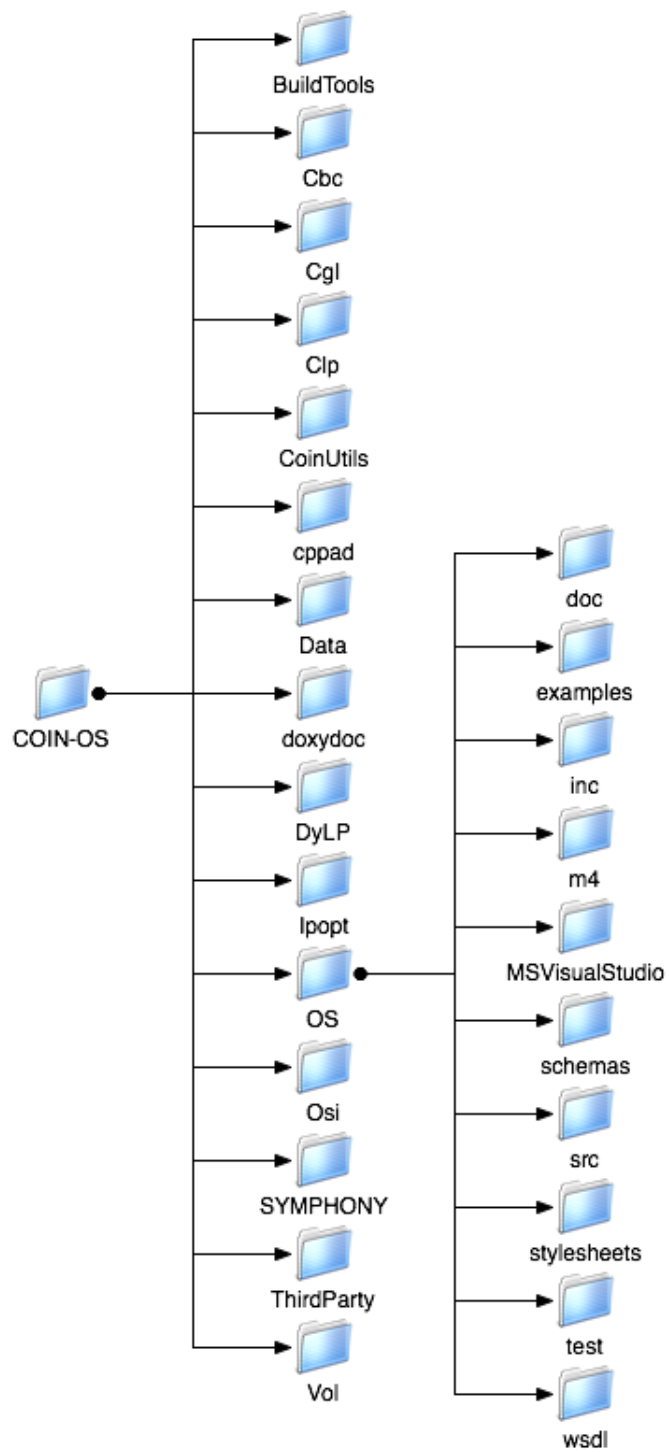 COIN-OS
BuildTools
Cbc
Cgl
Clp
CoinUtils
cppad
Data
doxydoc
DyLP
Ipopt
OS
Osi
SYMPHONY
ThirdParty
Vol
doc
examples
inc
m4
MSVisualStudio
schemas
src
stylesheets
test
wsdl